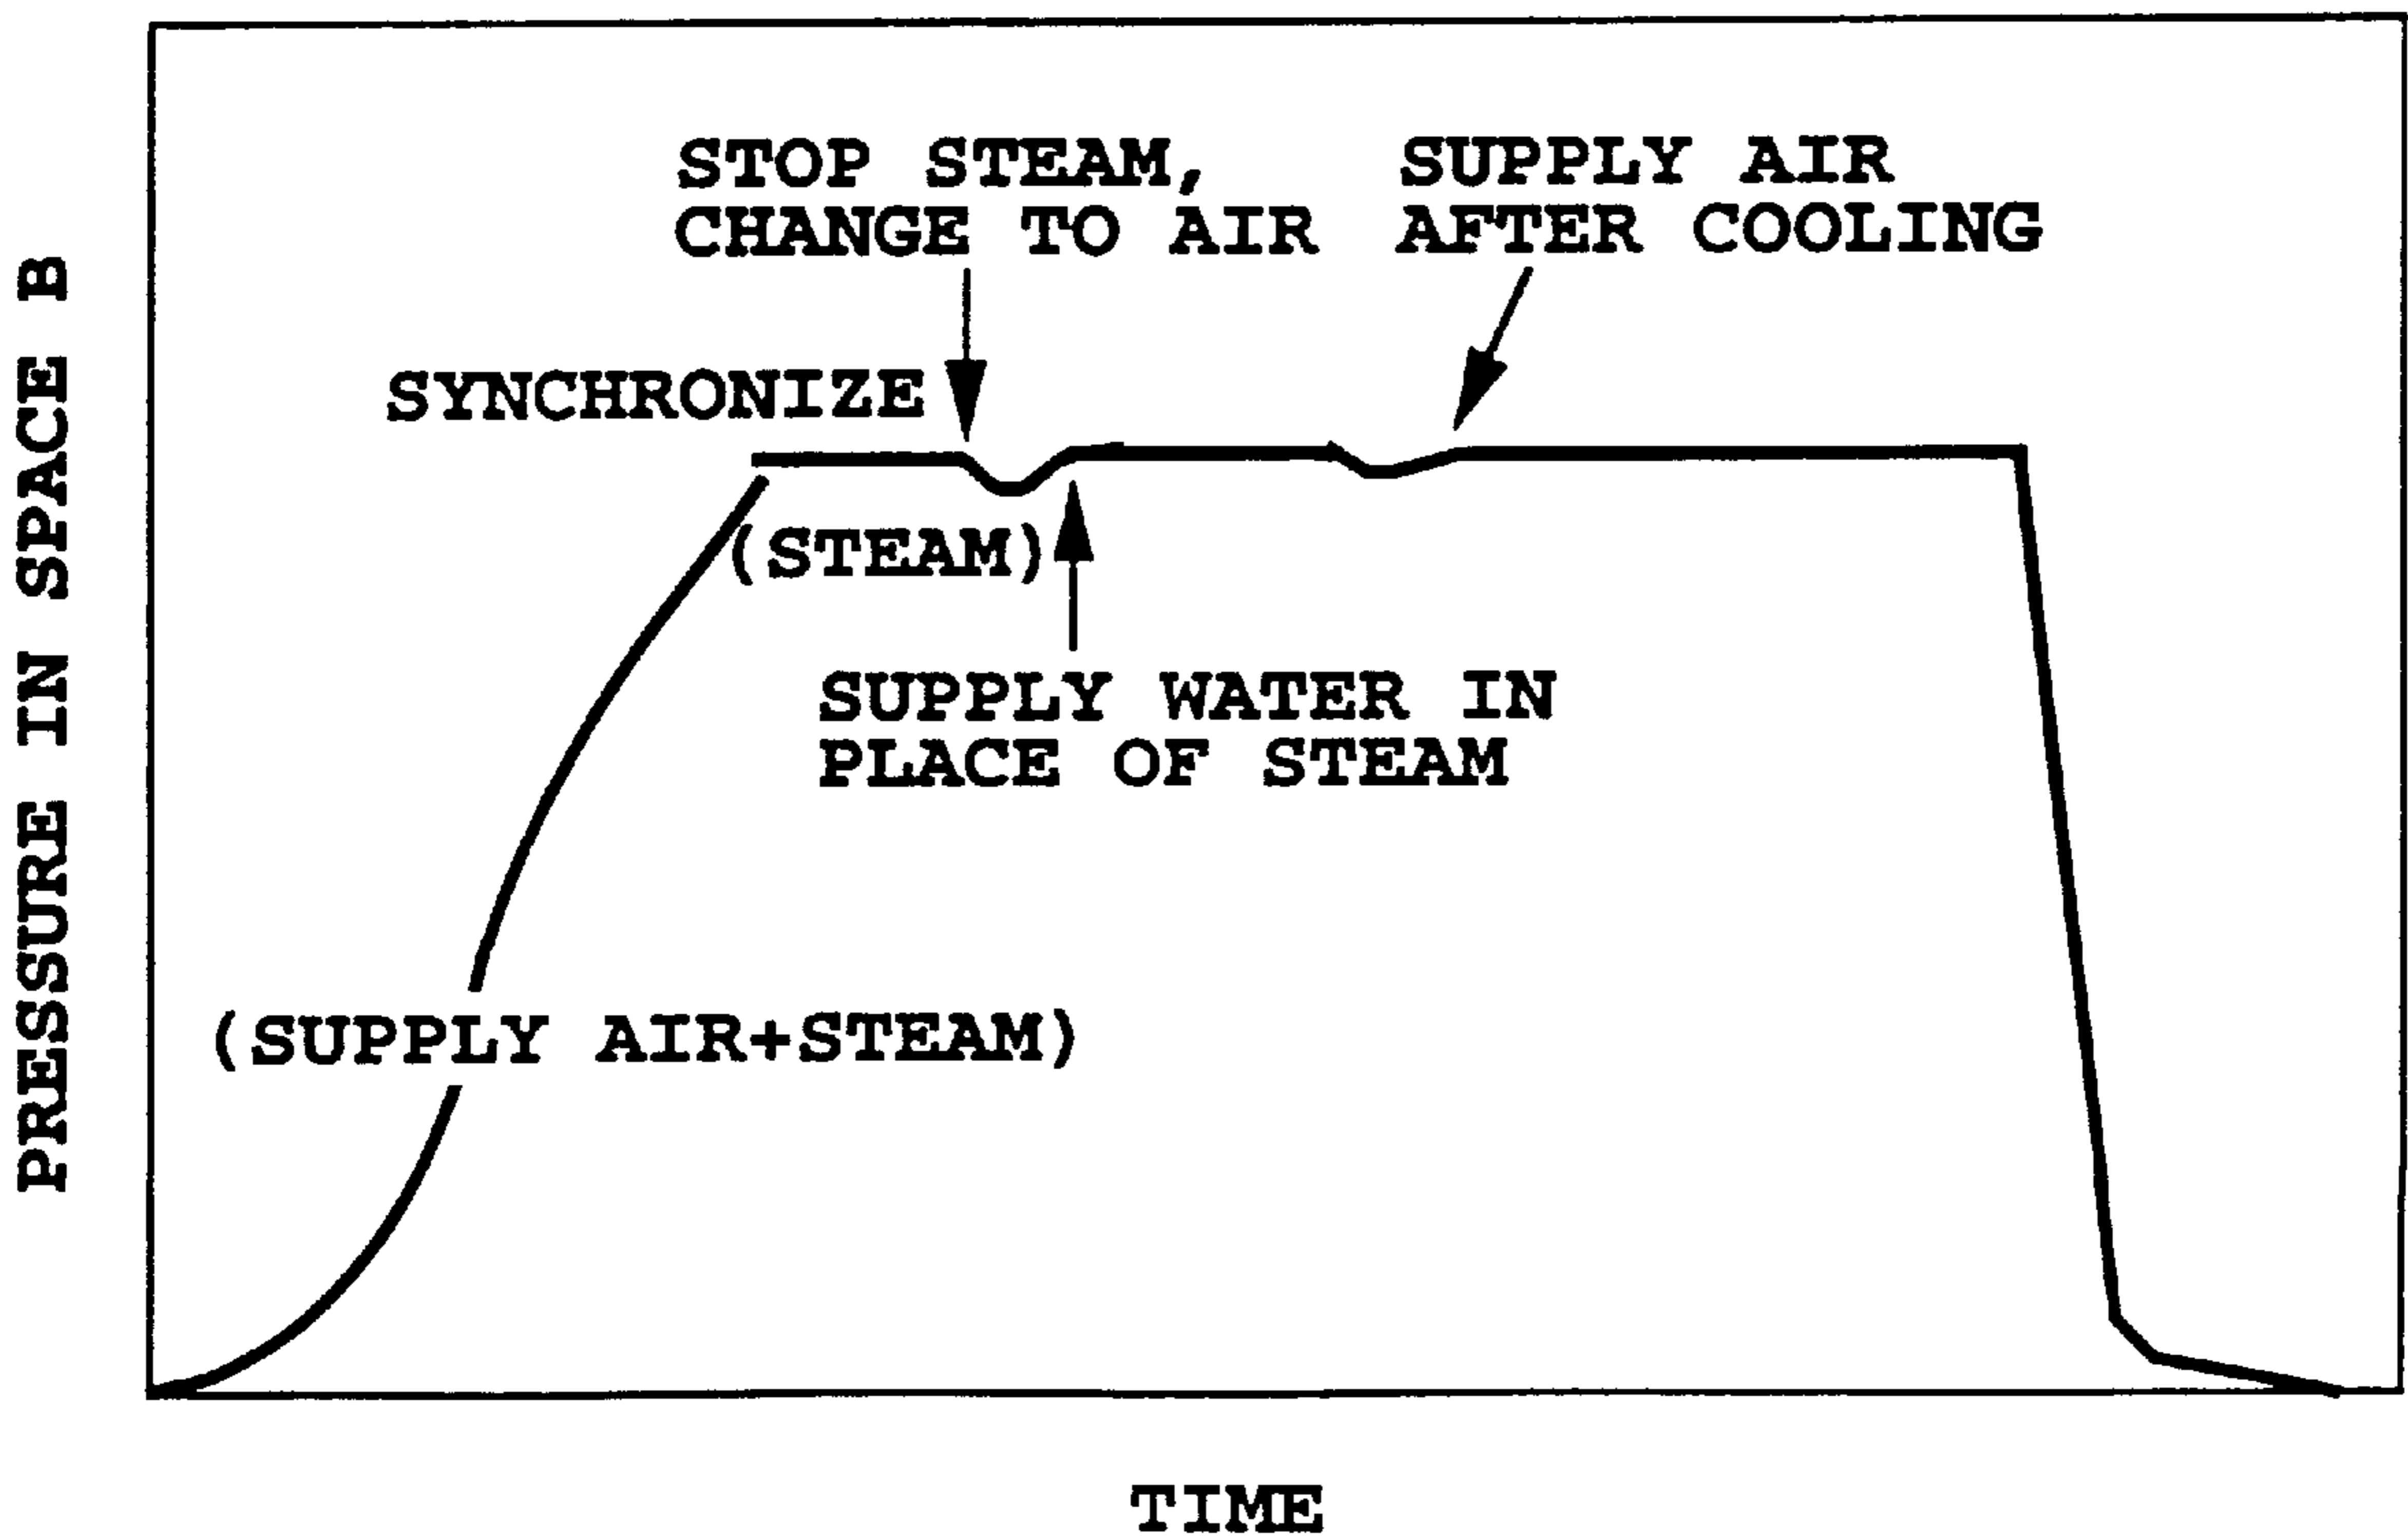 PRESSURE IN SPACE B
STOP STEAM,
CHANGE TO AIR
SUPPLY AIR
AFTER COOLING
SYNCHRONIZE
(STEAM)
SUPPLY WATER IN
PLACE OF STEAM
(SUPPLY AIR+STEAM)
TIME